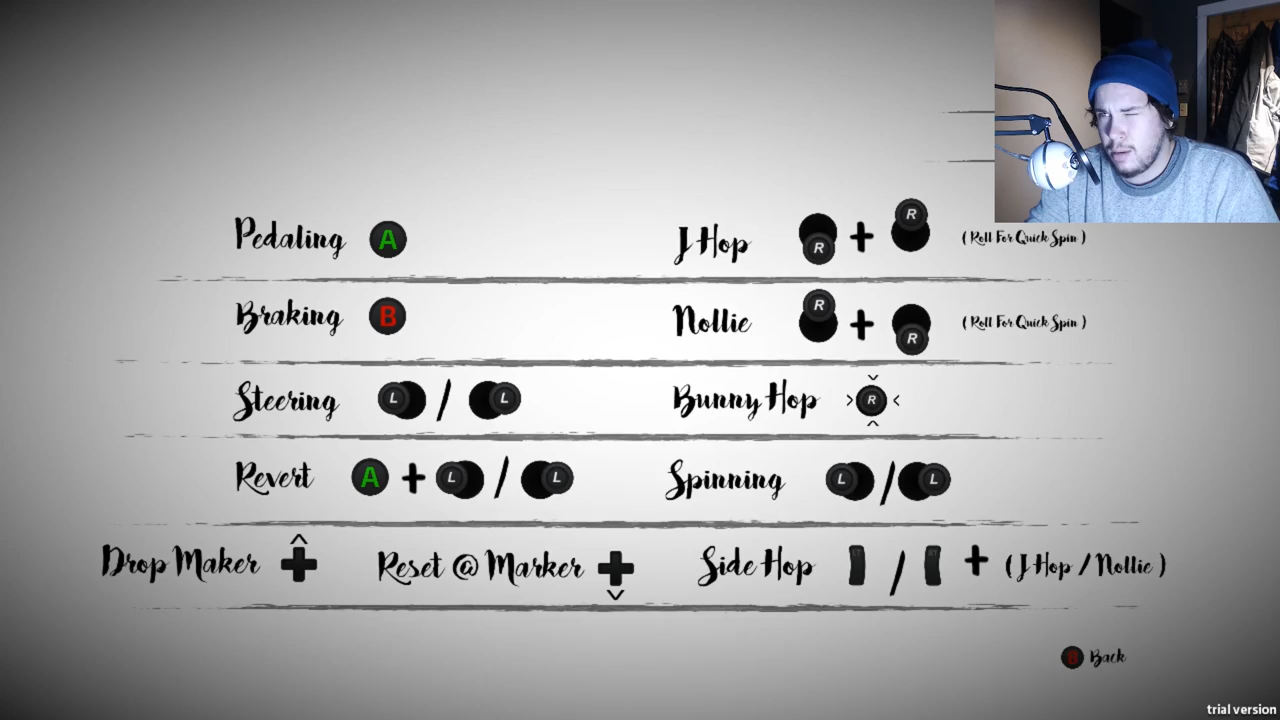 Pedaling A
J Hop R + R ( Roll For Quick Spin )
Braking B
Nollie R + R ( Roll For Quick Spin )
Steering L / L
Bunny Hop > R <
Revert A + L / L
Spinning L / L
Drop Maker
Reset @ Marker
Side Hop / + ( J Hop / Nollie )
B Back
trial version